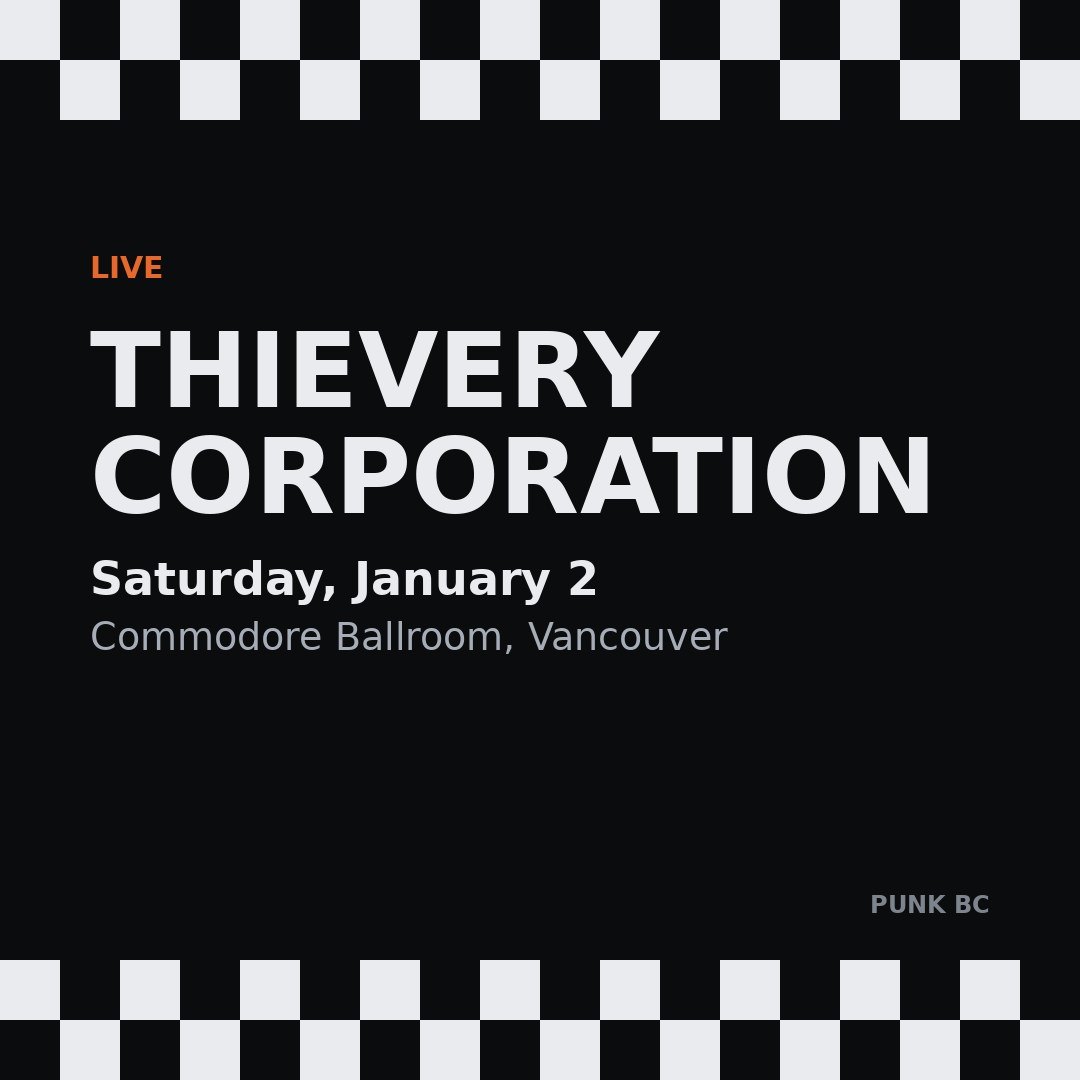 LIVE
THIEVERY
CORPORATION
Saturday, January 2
Commodore Ballroom, Vancouver
PUNK BC